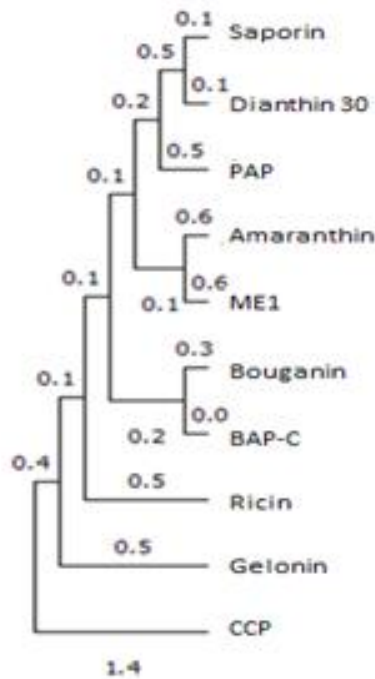 0.1
Saporin
0.5
0.1
Dianthin 30
0.2
0.5
PAP
0.1
0.6
Amaranthin
0.6
0.1
ME1
0.1
0.3
Bouganin
0.1
0.0
0.2
BAP-C
0.4
0.5
Ricin
0.5
Gelonin
CCP
1.4